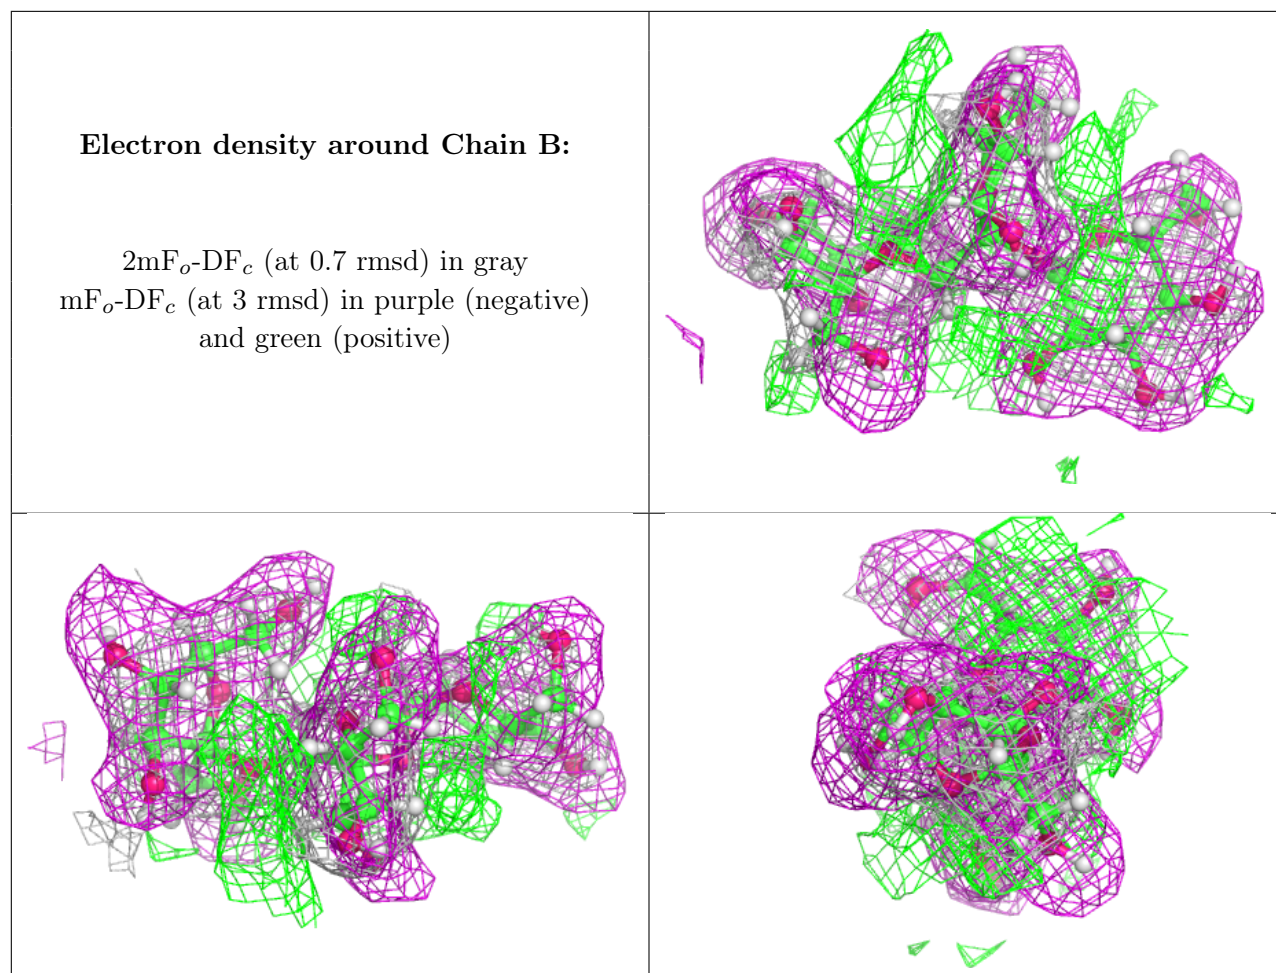 Electron density around Chain B:
2mFo-DFc (at 0.7 rmsd) in gray
mFo-DFc (at 3 rmsd) in purple (negative)
and green (positive)